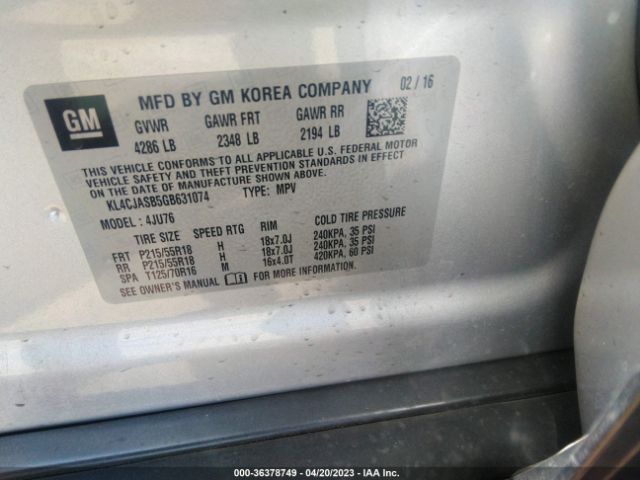 GM
MFD BY GM KOREA COMPANY 02 / 16
GVWR GAWR FRT GAWR RR
4286 LB 2348 LB 2194 LB
THIS VEHICLE CONFORMS TO ALL APPLICABLE U.S. FEDERAL MOTOR
VEHICLE SAFETY AND THEFT PREVENTION STANDARDS IN EFFECT
ON THE DATE OF MANUFACTURE SHOWN ABOVE.
KL4CJASB5GB631074 TYPE: MPV
MODEL : 4JU76
TIRE SIZE SPEED RTG RIM COLD TIRE PRESSURE
FRT P215/55R18 H 18x7.0J 240KPA, 35 PSI
RR P215/55R18 H 18x7.0J 240KPA, 35 PSI
SPA T125/70R16 M 16x4.0T 420KPA, 60 PSI
SEE OWNER'S MANUAL FOR MORE INFORMATION.
000-36378749 - 04/20/2023 - IAA Inc.